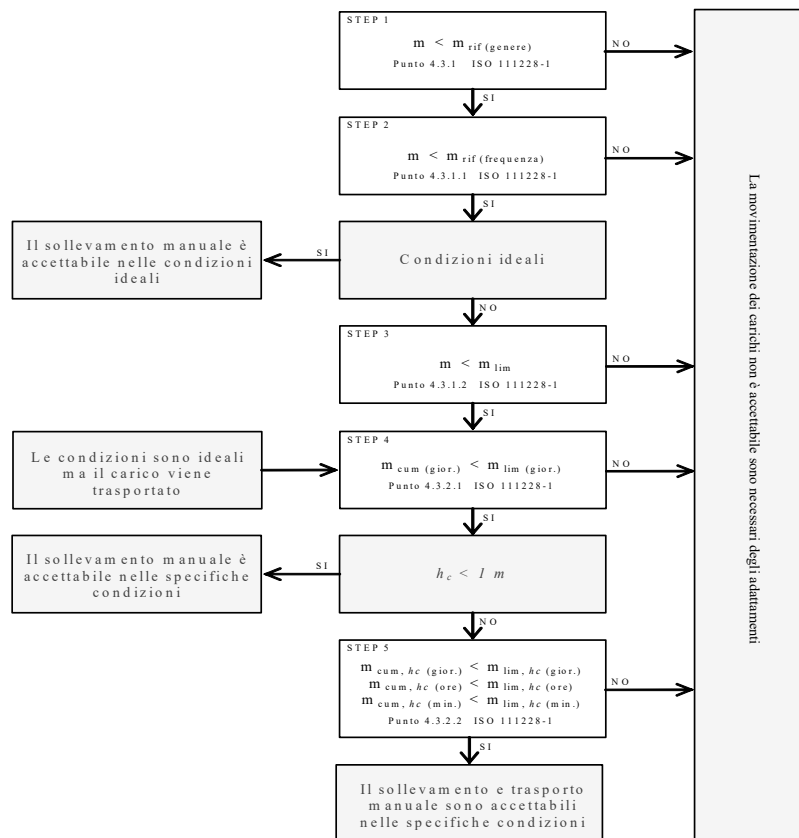 STEP 1
m < m rif (genere)
Punto 4.3.1 ISO 111228-1
NO
SI
STEP 2
m < m rif(frequenza)
Punto 4.3.1.1 ISO 111228-1
NO
SI
Il sollevamento manuale è
accettabile nelle condizioni
ideali
SI
Condizioni ideali
NO
STEP 3
m < m lim
Punto 4.3.1.2 ISO 111228-1
NO
SI
Le condizioni sono ideali
ma il carico viene
trasportato
STEP 4
m cum (gior.) < m lim (gior.)
Punto 4.3.2.1 ISO 111228-1
NO
SI
Il sollevamento manuale è
accettabile nelle specifiche
condizioni
SI
h c < 1 m
NO
STEP 5
m cum, hc (gior.) < m lim, hc (gior.)
m cum, hc (ore) < m lim, hc (ore)
m cum, hc (min.) < m lim, hc (min.)
Punto 4.3.2.2 ISO 111228-1
NO
SI
Il sollevamento e trasporto
manuale sono accettabili
nelle specifiche condizioni
La movimentazione dei carichi non è accettabile sono necessari degli adattamenti